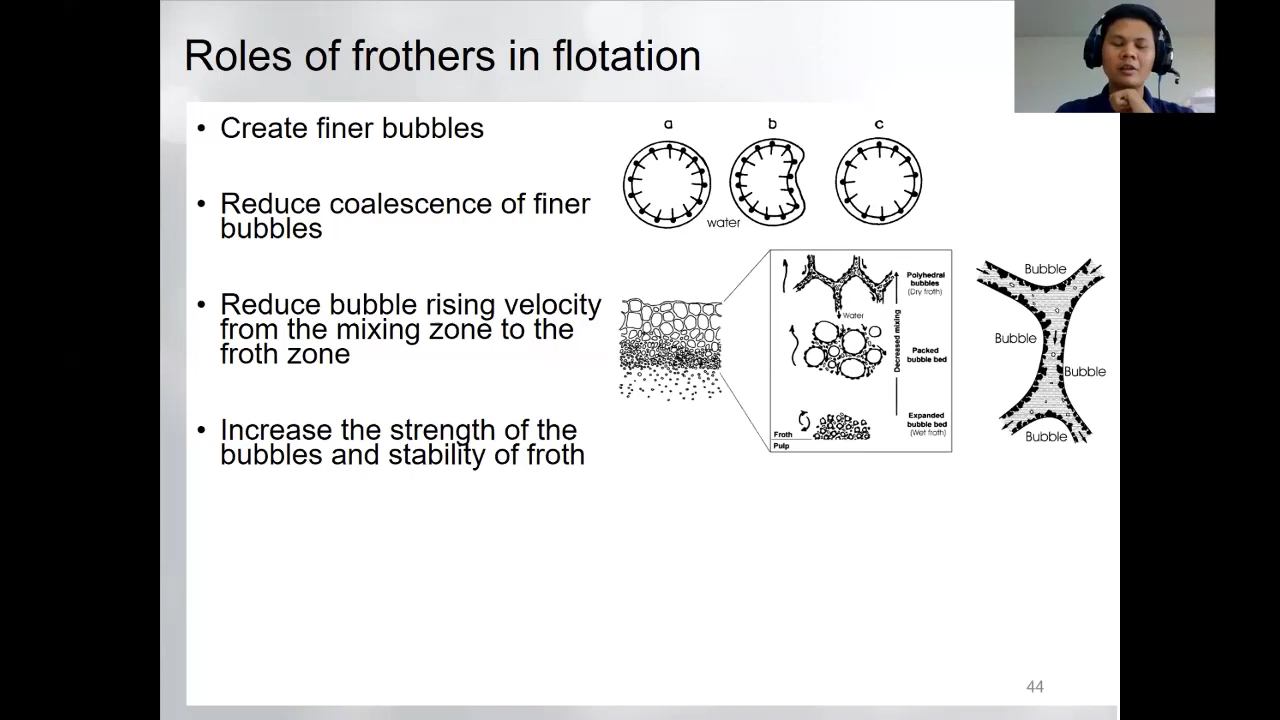 Roles of frothers in flotation
• Create finer bubbles
• Reduce coalescence of finer
bubbles
• Reduce bubble rising velocity
from the mixing zone to the
froth zone
• Increase the strength of the
bubbles and stability of froth
a b c
water
Polyhedral
bubbles
(Dry froth)
Water
Decreased mixing
Packed
bubble bed
Expanded
bubble bed
(Wet froth)
Froth
Pulp
Bubble
Bubble
Bubble
Bubble
44